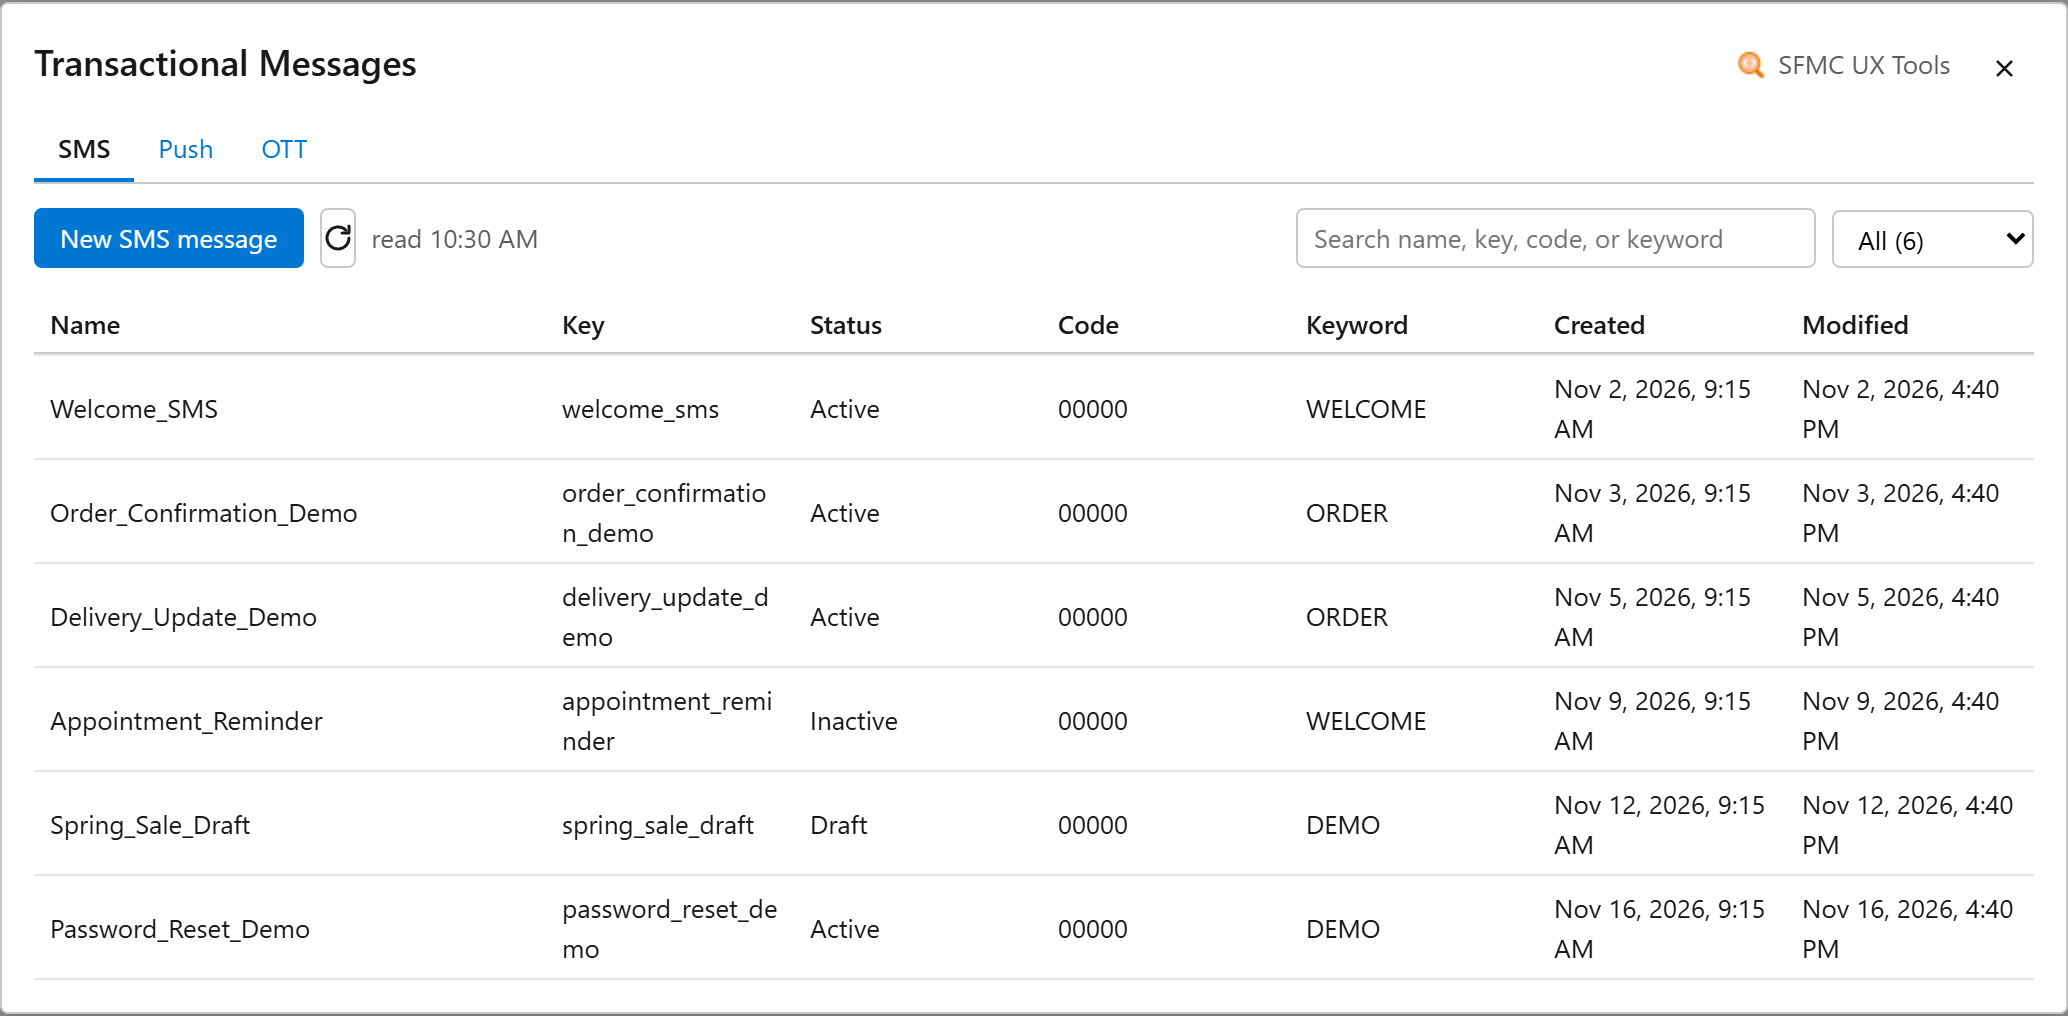 Transactional Messages
SFMC UX Tools
SMS
Push
OTT
New SMS message
read 10:30 AM
Search name, key, code, or keyword
All (6)
Name Key Status Code Keyword Created Modified
Welcome_SMS welcome_sms Active 00000 WELCOME Nov 2, 2026, 9:15 Nov 2, 2026, 4:40
AM PM
order_confirmatio Nov 3, 2026, 9:15 Nov 3, 2026, 4:40
Order_Confirmation_Demo Active 00000 ORDER
n_demo AM PM
delivery_update_d Nov 5, 2026, 9:15 Nov 5, 2026, 4:40
Delivery_Update_Demo Active 00000 ORDER
emo AM PM
appointment_remi Nov 9, 2026, 9:15 Nov 9, 2026, 4:40
Appointment_Reminder Inactive 00000 WELCOME
nder AM PM
Spring_Sale_Draft spring_sale_draft Draft 00000 DEMO Nov 12, 2026, 9:15 Nov 12, 2026, 4:40
AM PM
password_reset_de Nov 16, 2026, 9:15 Nov 16, 2026, 4:40
Password_Reset_Demo Active 00000 DEMO
mo AM PM